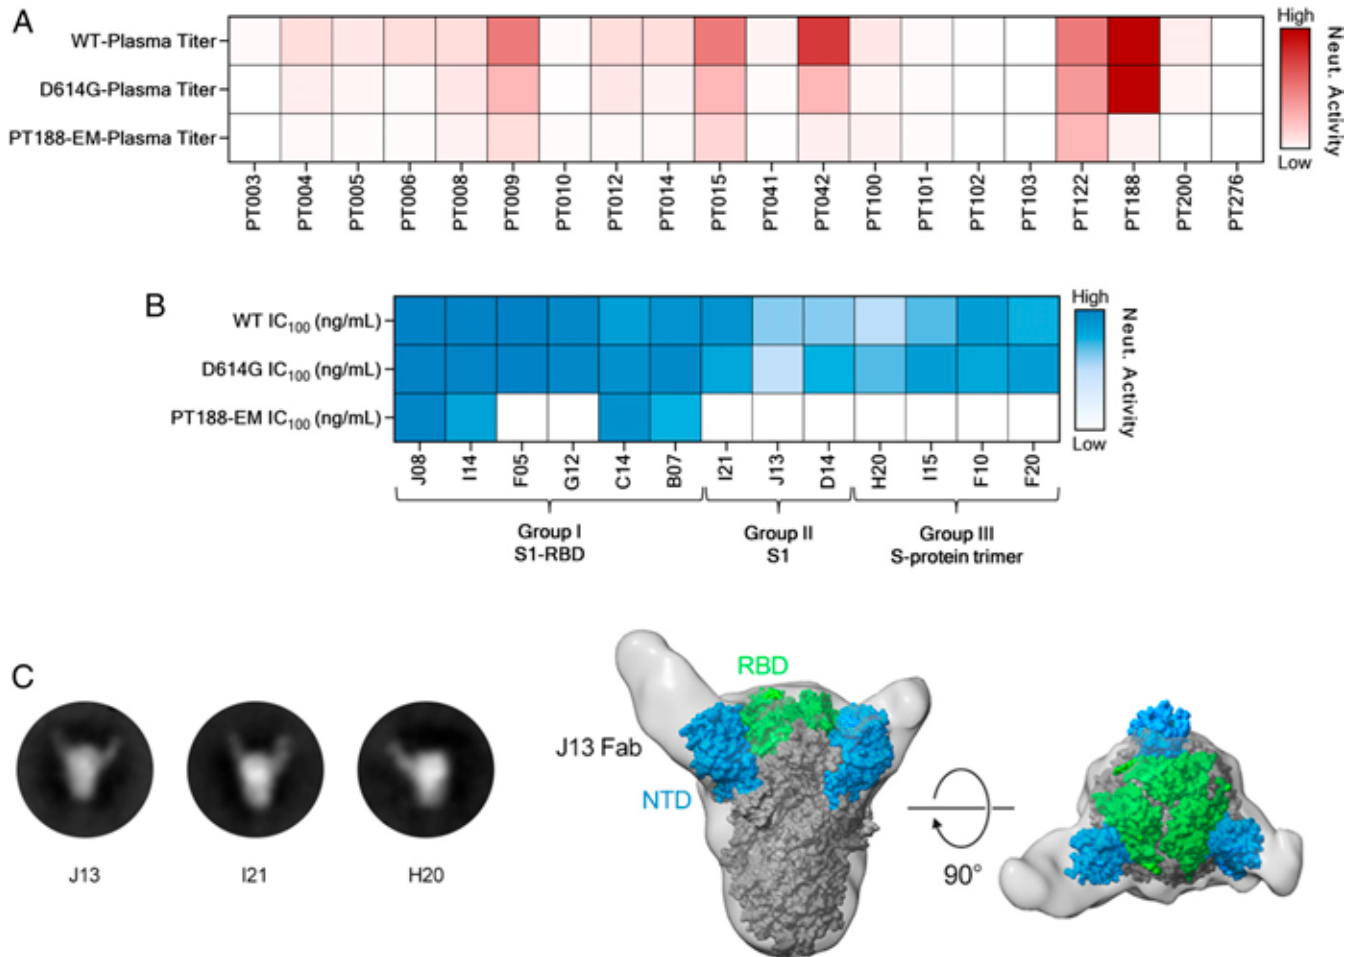 A
WT-Plasma Titer
D614G-Plasma Titer
PT188-EM-Plasma Titer
PT003
PT004
PT005
PT006
PT008
PT009
PT010
PT012
PT014
PT015
PT041
PT042
PT100
PT101
PT102
PT103
PT122
PT188
PT200
PT276
High
Low
Neut. Activity
B
WT IC100 (ng/mL)
D614G IC100 (ng/mL)
PT188-EM IC100 (ng/mL)
J08
I14
F05
G12
C14
B07
I21
J13
D14
H20
I15
F10
F20
Group I
S1-RBD
Group II
S1
Group III
S-protein trimer
High
Low
Neut. Activity
C
J13
I21
H20
RBD
J13 Fab
NTD
90°